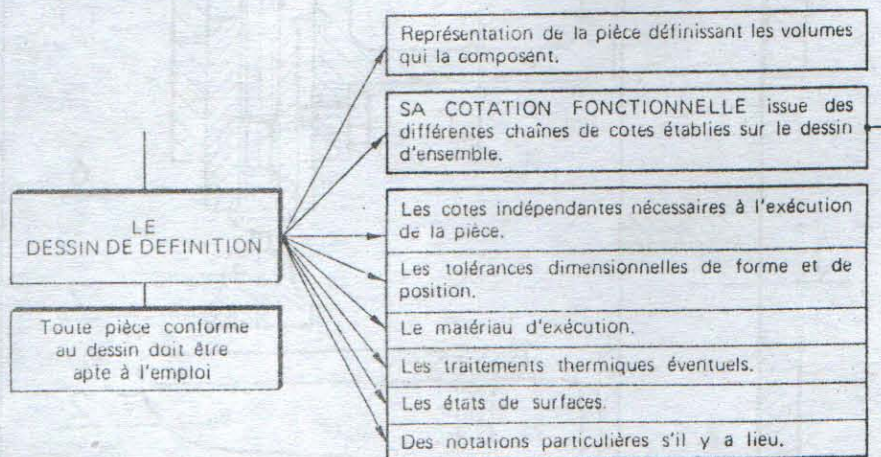 Représentation de la pièce définissant les volumes
qui la composent.
SA COTATION FONCTIONNELLE issue des
différentes chaînes de cotes établies sur le dessin
d'ensemble.
LE
DESSIN DE DEFINITION
Toute pièce conforme
au dessin doit être
apte à l'emploi
Les cotes indépendantes nécessaires à l'exécution
de la pièce.
Les tolérances dimensionnelles de forme et de
position.
Le matériau d'exécution.
Les traitements thermiques éventuels.
Les états de surfaces.
Des notations particulières s'il y a lieu.